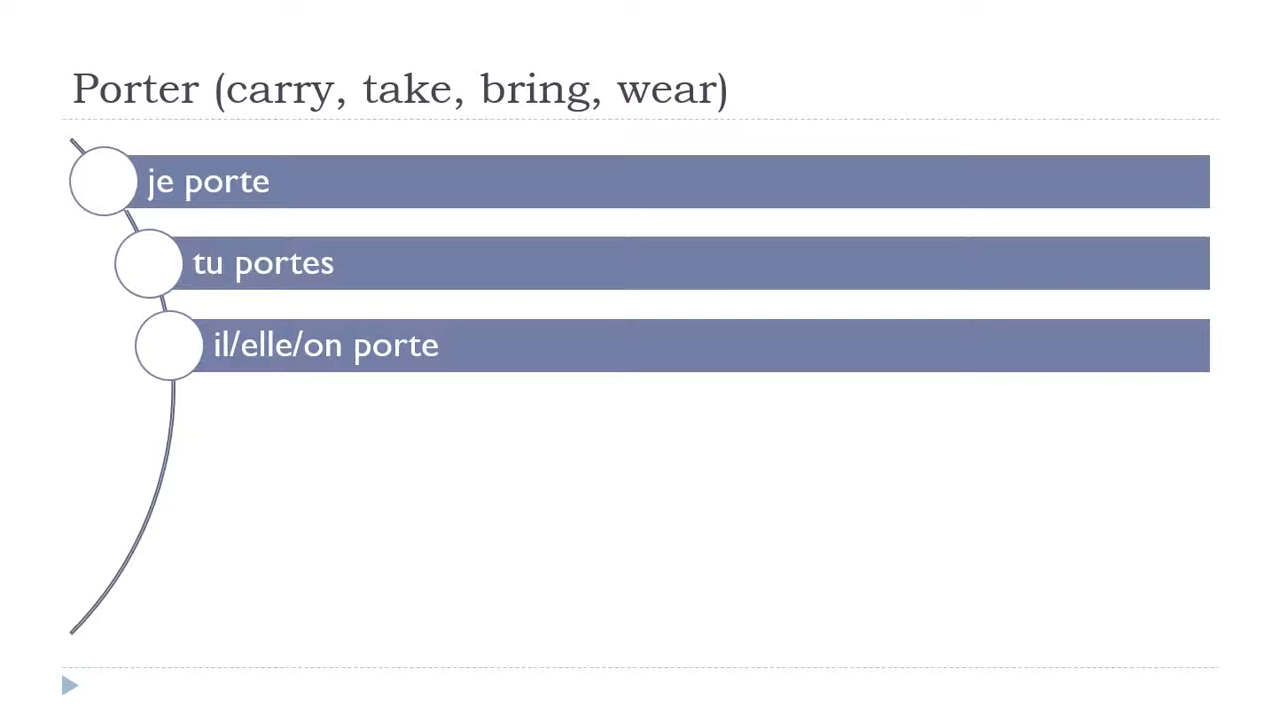 Porter (carry, take, bring, wear)
je porte
tu portes
il/elle/on porte